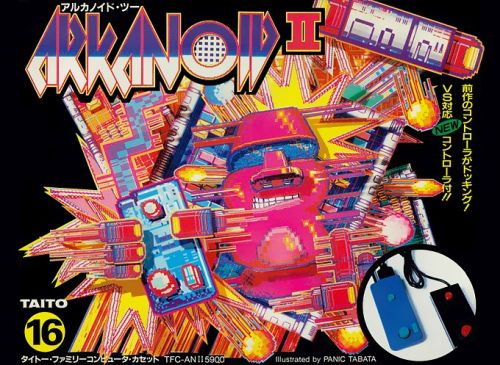 アルカノイド・ツー
ARKANOID II
前作のコントローラがドッキング!
VS対応 NEW コントローラ付!!
TAITO
16
タイトー・ファミリーコンピュータ・カセット TFC-ANII5900
Illustrated by PANIC TABATA